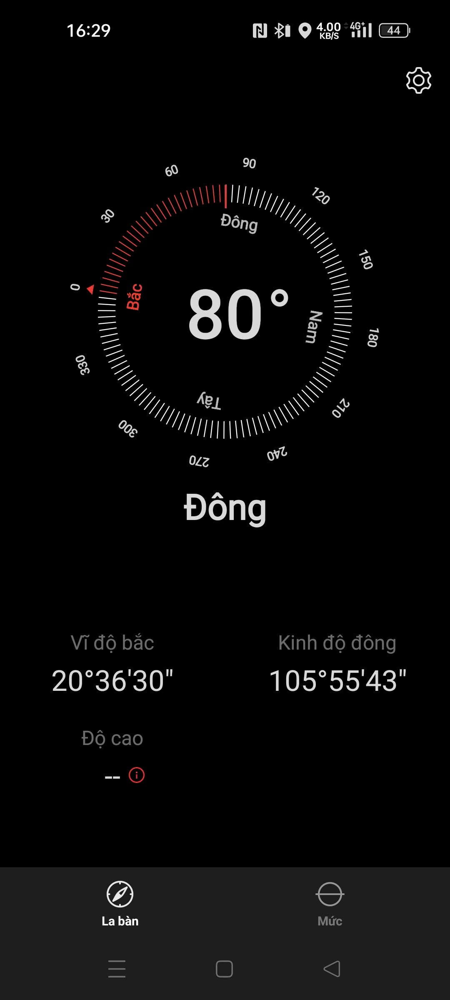 16:29
4.00 KB/S 4G+ 44
60
90
30
120
Đông
150
0
Bắc
80°
Nam
180
330
Tây
210
300
270
240
Đông
Vĩ độ bắc
Kinh độ đông
20°36'30"
105°55'43"
Độ cao
--
La bàn
Mức